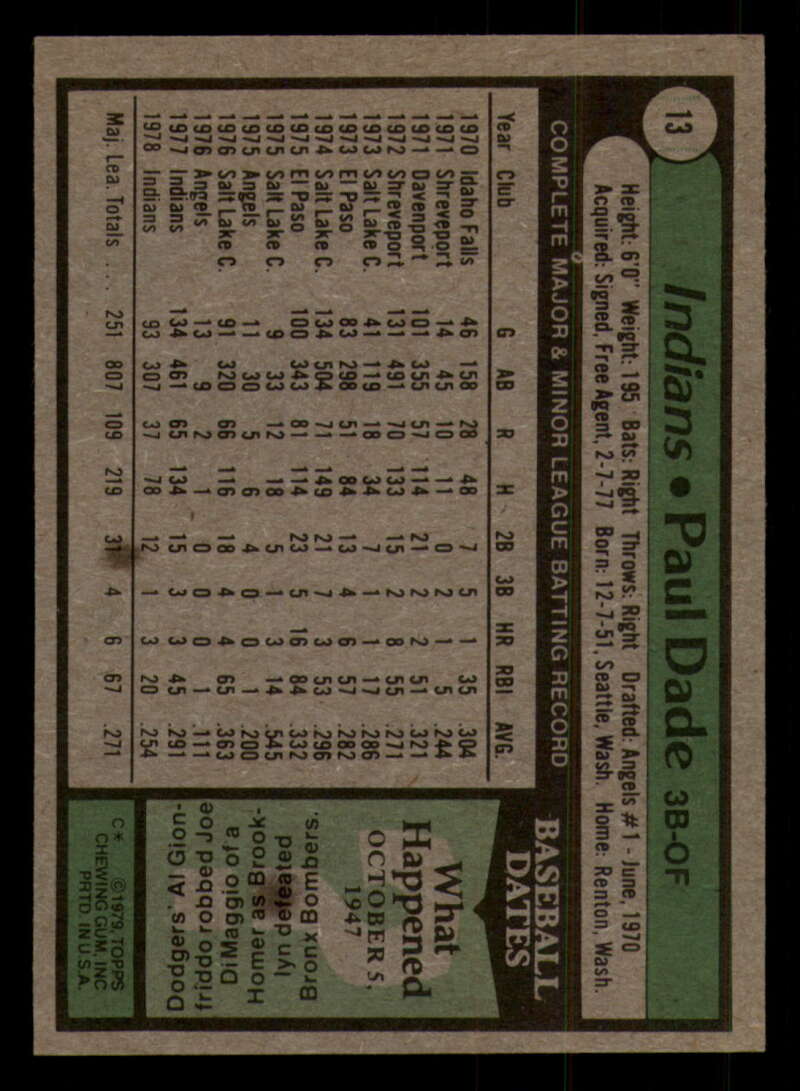 13
Indians • Paul Dade 3B-OF
Height: 6'0" Weight: 195 Bats: Right Throws: Right Drafted: Angels #1 - June, 1970
Acquired: Signed, Free Agent, 2-7-77 Born: 12-7-51, Seattle, Wash. Home: Renton, Wash.
COMPLETE MAJOR & MINOR LEAGUE BATTING RECORD
Year Club G AB R H 2B 3B HR RBI AVG.
1970 Idaho Falls 46 158 28 48 7 5 1 35 .304
1971 Shreveport 14 45 10 11 0 2 1 5 .244
1971 Davenport 101 355 57 114 21 2 2 51 .321
1972 Shreveport 131 491 70 133 15 2 8 55 .271
1973 Salt Lake C. 41 119 18 34 7 1 1 17 .286
1973 El Paso 83 298 51 84 13 4 6 57 .282
1974 Salt Lake C. 134 504 71 149 21 7 3 53 .296
1975 El Paso 100 343 81 114 23 5 16 84 .332
1975 Salt Lake C. 9 33 12 18 5 1 3 14 .545
1975 Angels 11 30 5 6 4 0 0 1 .200
1976 Salt Lake C. 91 320 66 116 18 4 4 65 .363
1976 Angels 13 9 2 1 0 0 0 1 .111
1977 Indians 134 461 65 134 15 3 3 45 .291
1978 Indians 93 307 37 78 12 1 3 20 .254
Maj. Lea. Totals .... 251 807 109 219 31 4 6 67 .271
BASEBALL
DATES
What
Happened
OCTOBER 5,
1947
Dodgers' Al Gion-
friddo robbed Joe
DiMaggio of a
Homer as Brook-
lyn defeated
Bronx Bombers.
C* ©1979, TOPPS
CHEWING GUM, INC
PRTD. IN U.S.A.